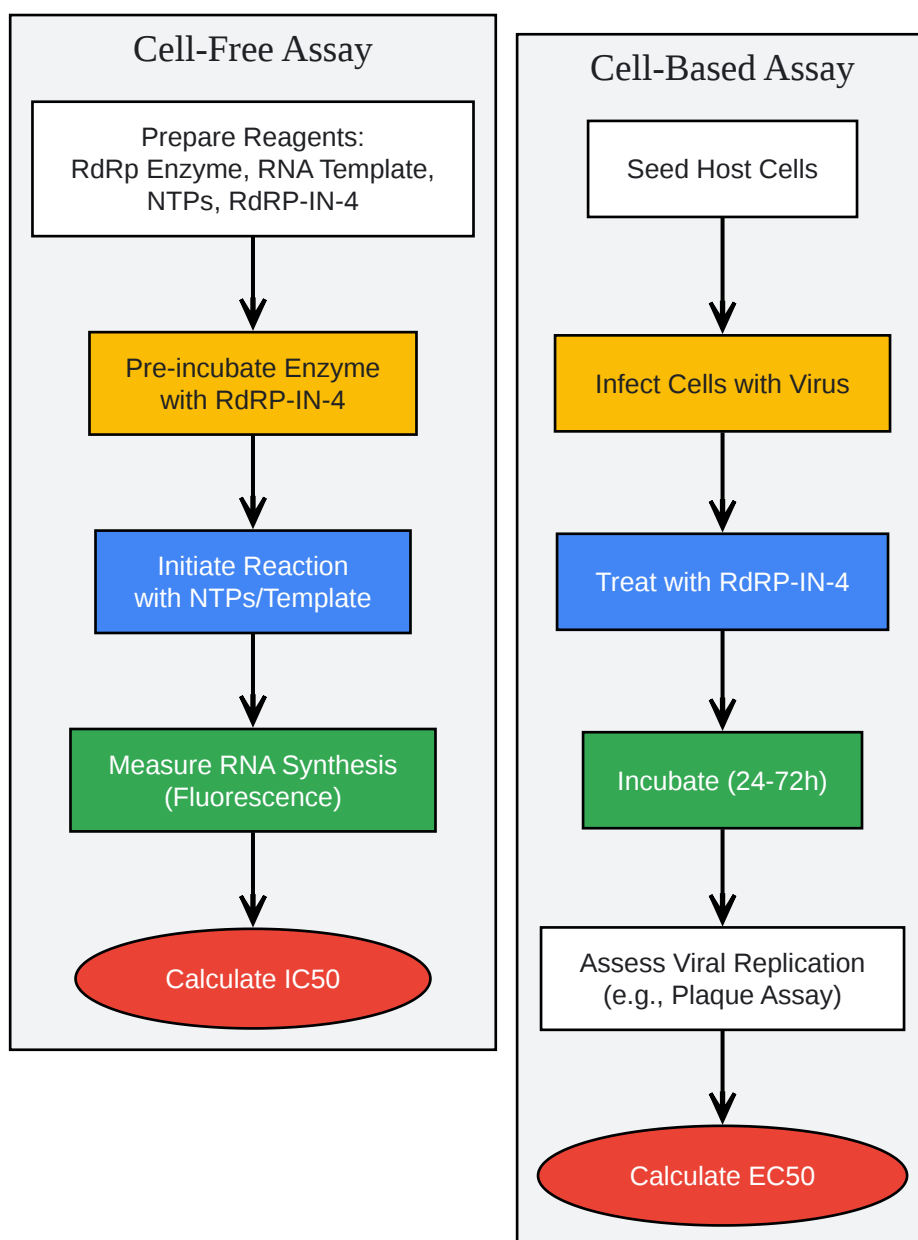 Cell-Free Assay
Prepare Reagents:
RdRp Enzyme, RNA Template,
NTPs, RdRP-IN-4
Pre-incubate Enzyme
with RdRP-IN-4
Initiate Reaction
with NTPs/Template
Measure RNA Synthesis
(Fluorescence)
Calculate IC50
Cell-Based Assay
Seed Host Cells
Infect Cells with Virus
Treat with RdRP-IN-4
Incubate (24-72h)
Assess Viral Replication
(e.g., Plaque Assay)
Calculate EC50